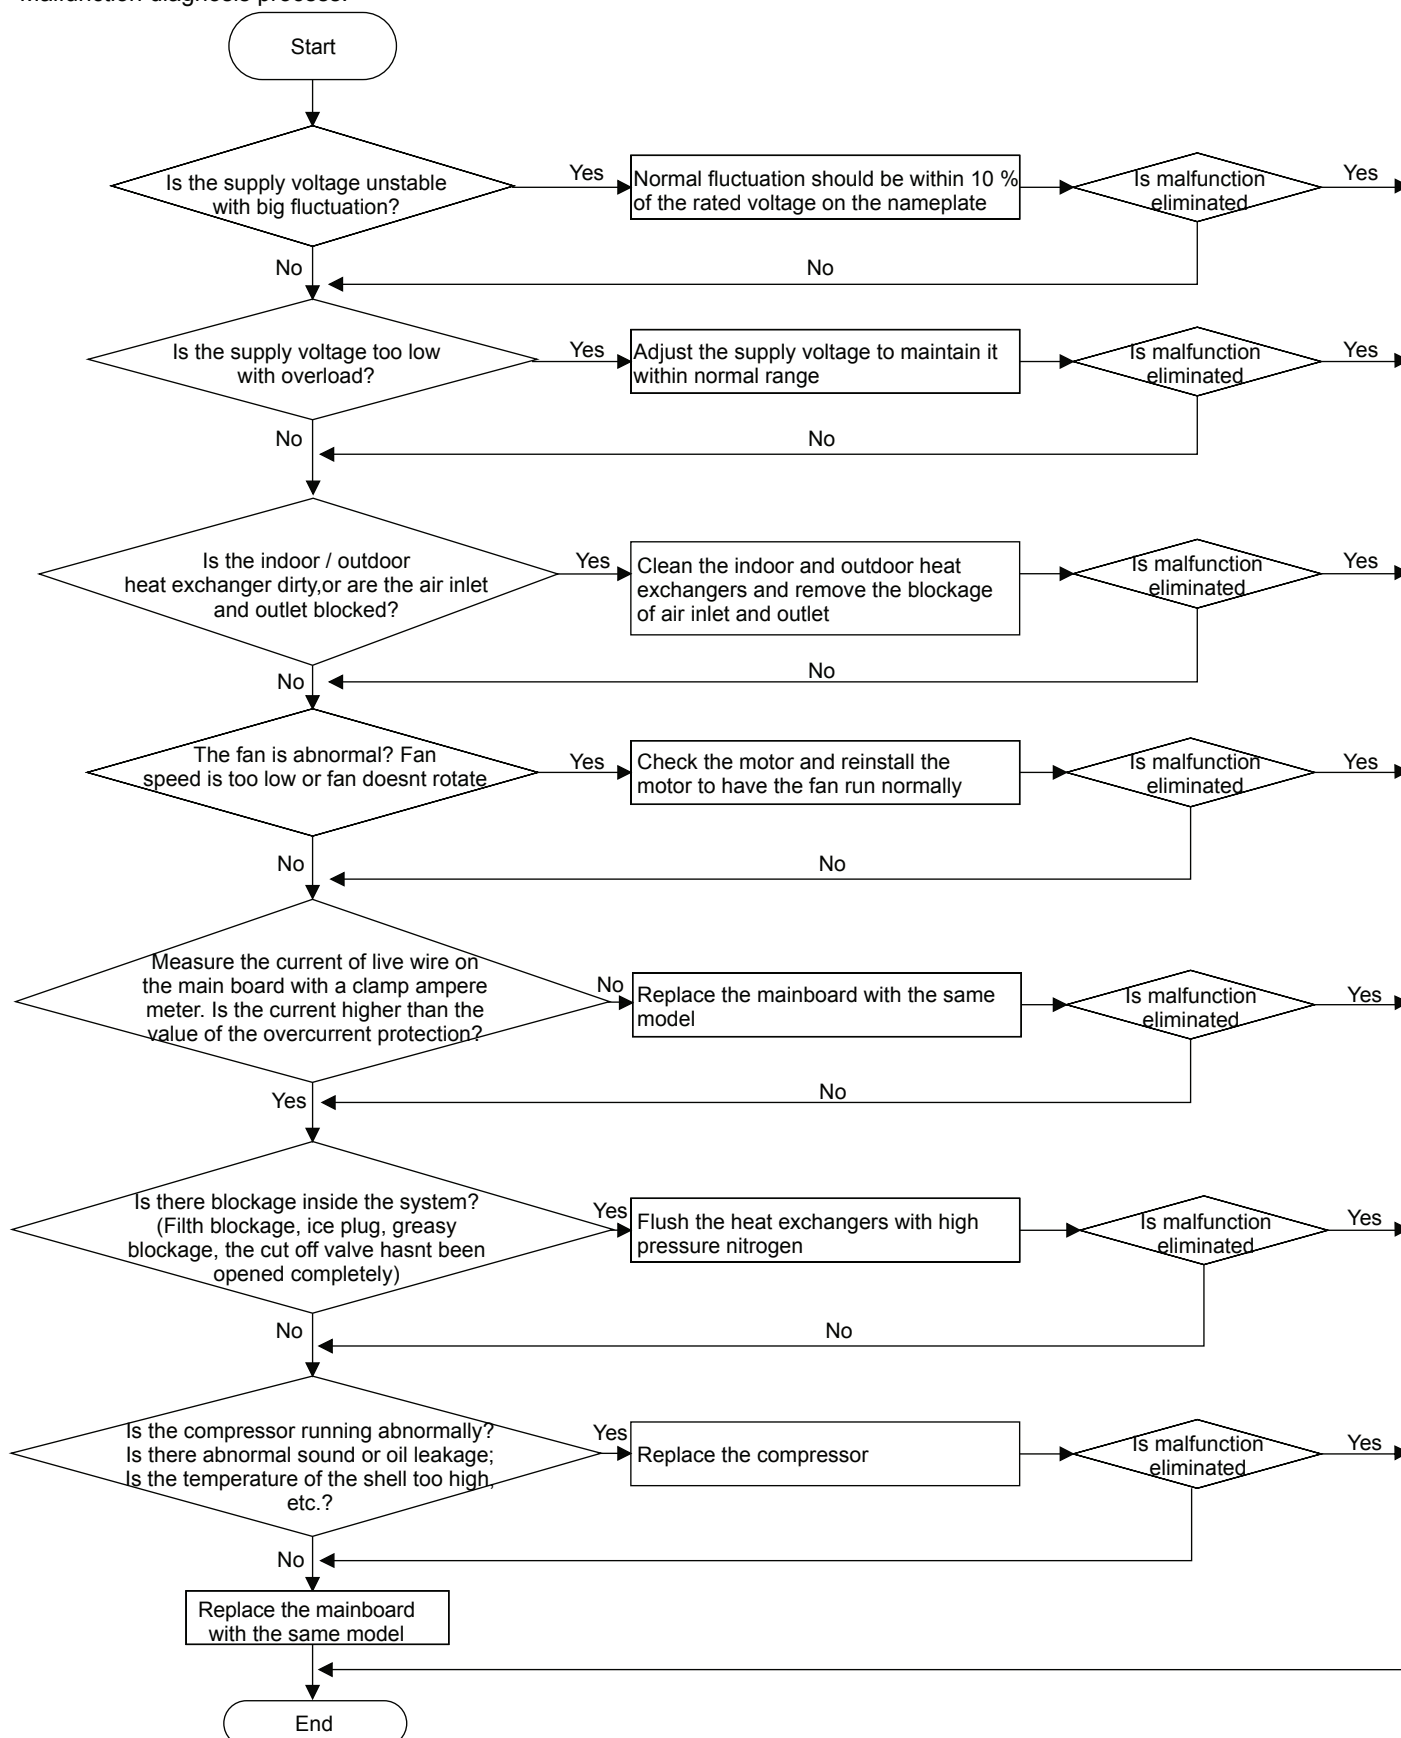 Malfunction diagnosis process:
Start
Is the supply voltage unstable
with big fluctuation?
Yes
Normal fluctuation should be within 10 %
of the rated voltage on the nameplate
Is malfunction
eliminated
Yes
No
No
Is the supply voltage too low
with overload?
Yes
Adjust the supply voltage to maintain it
within normal range
Is malfunction
eliminated
Yes
No
No
Is the indoor / outdoor
heat exchanger dirty,or are the air inlet
and outlet blocked?
Yes
Clean the indoor and outdoor heat
exchangers and remove the blockage
of air inlet and outlet
Is malfunction
eliminated
Yes
No
No
The fan is abnormal? Fan
speed is too low or fan doesnt rotate
Yes
Check the motor and reinstall the
motor to have the fan run normally
Is malfunction
eliminated
Yes
No
No
Measure the current of live wire on
the main board with a clamp ampere
meter. Is the current higher than the
value of the overcurrent protection?
No
Replace the mainboard with the same
model
Is malfunction
eliminated
Yes
Yes
No
Is there blockage inside the system?
(Filth blockage, ice plug, greasy
blockage, the cut off valve hasnt been
opened completely)
Yes
Flush the heat exchangers with high
pressure nitrogen
Is malfunction
eliminated
Yes
No
No
Is the compressor running abnormally?
Is there abnormal sound or oil leakage;
Is the temperature of the shell too high,
etc.?
Yes
Replace the compressor
Is malfunction
eliminated
Yes
No
Replace the mainboard
with the same model
End